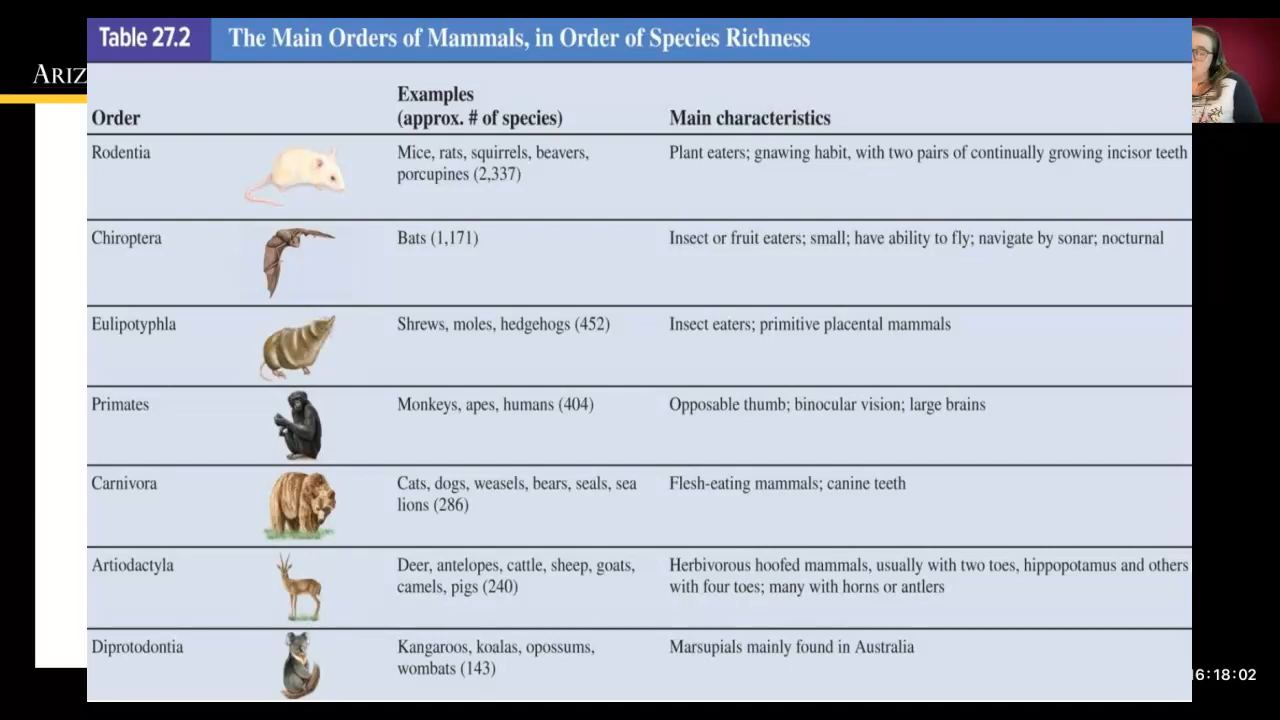 Table 27.2 The Main Orders of Mammals, in Order of Species Richness
ARIZ
Order Examples (approx. # of species) Main characteristics
Rodentia Mice, rats, squirrels, beavers, Plant eaters; gnawing habit, with two pairs of continually growing incisor teeth
porcupines (2,337)
Chiroptera Bats (1,171) Insect or fruit eaters; small; have ability to fly; navigate by sonar; nocturnal
Eulipotyphla Shrews, moles, hedgehogs (452) Insect eaters; primitive placental mammals
Primates Monkeys, apes, humans (404) Opposable thumb; binocular vision; large brains
Carnivora Cats, dogs, weasels, bears, seals, sea Flesh-eating mammals; canine teeth
lions (286)
Artiodactyla Deer, antelopes, cattle, sheep, goats, Herbivorous hoofed mammals, usually with two toes, hippopotamus and others
camels, pigs (240) with four toes; many with horns or antlers
Diprotodontia Kangaroos, koalas, opossums, Marsupials mainly found in Australia
wombats (143)
16:18:02